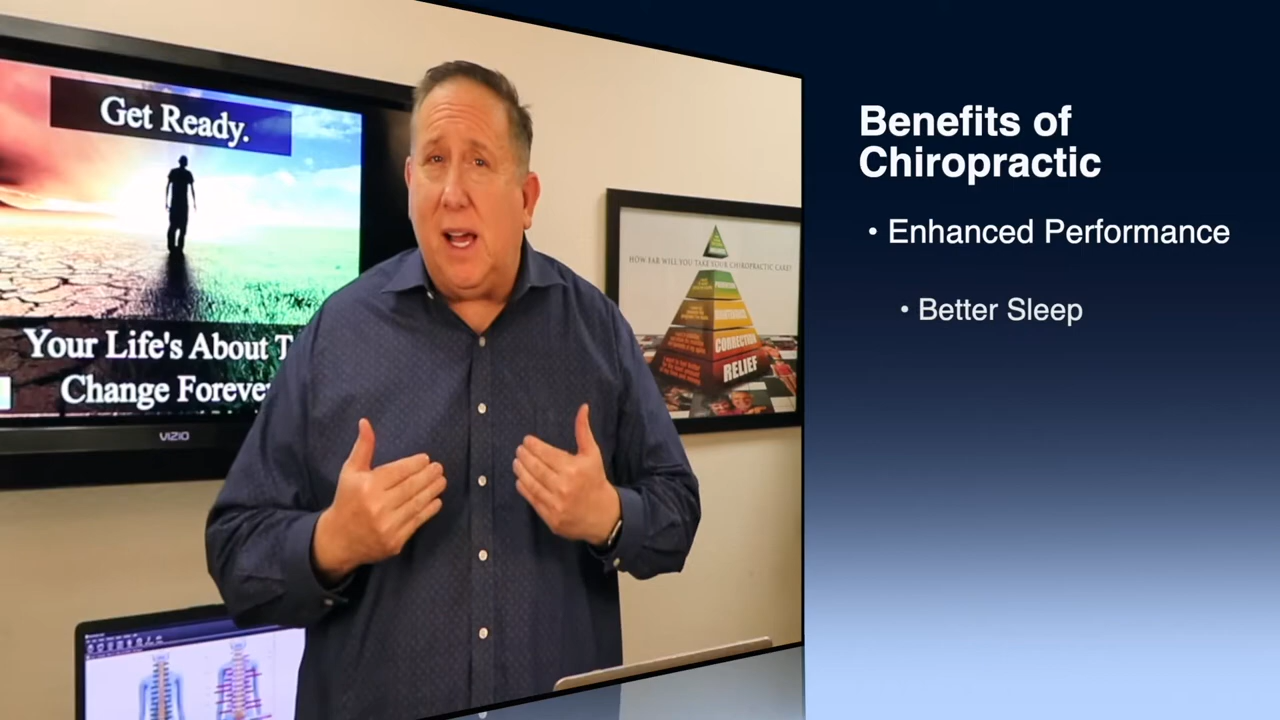 Get Ready.
Your Life's About T
Change Foreve
VIZIO
HOW FAR WILL YOU TAKE YOUR CHIROPRACTIC CARE?
CORRECTION
RELIEF
Benefits of
Chiropractic
• Enhanced Performance
• Better Sleep